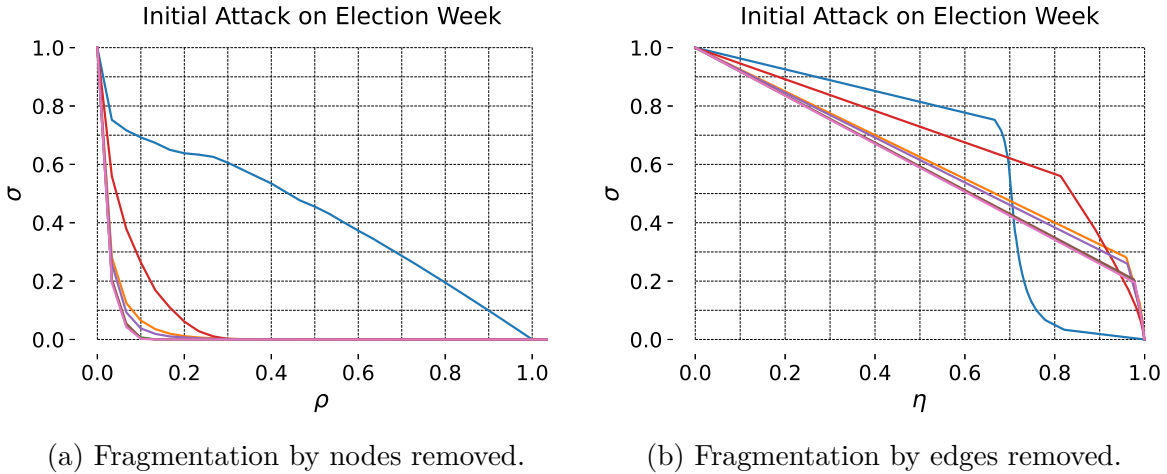 Initial Attack on Election Week
1.0
0.8
0.6
0.4
0.2
0.0
σ
0.0 0.2 0.4 0.6 0.8 1.0
ρ
(a) Fragmentation by nodes removed.
Initial Attack on Election Week
1.0
0.8
0.6
0.4
0.2
0.0
σ
0.0 0.2 0.4 0.6 0.8 1.0
η
(b) Fragmentation by edges removed.